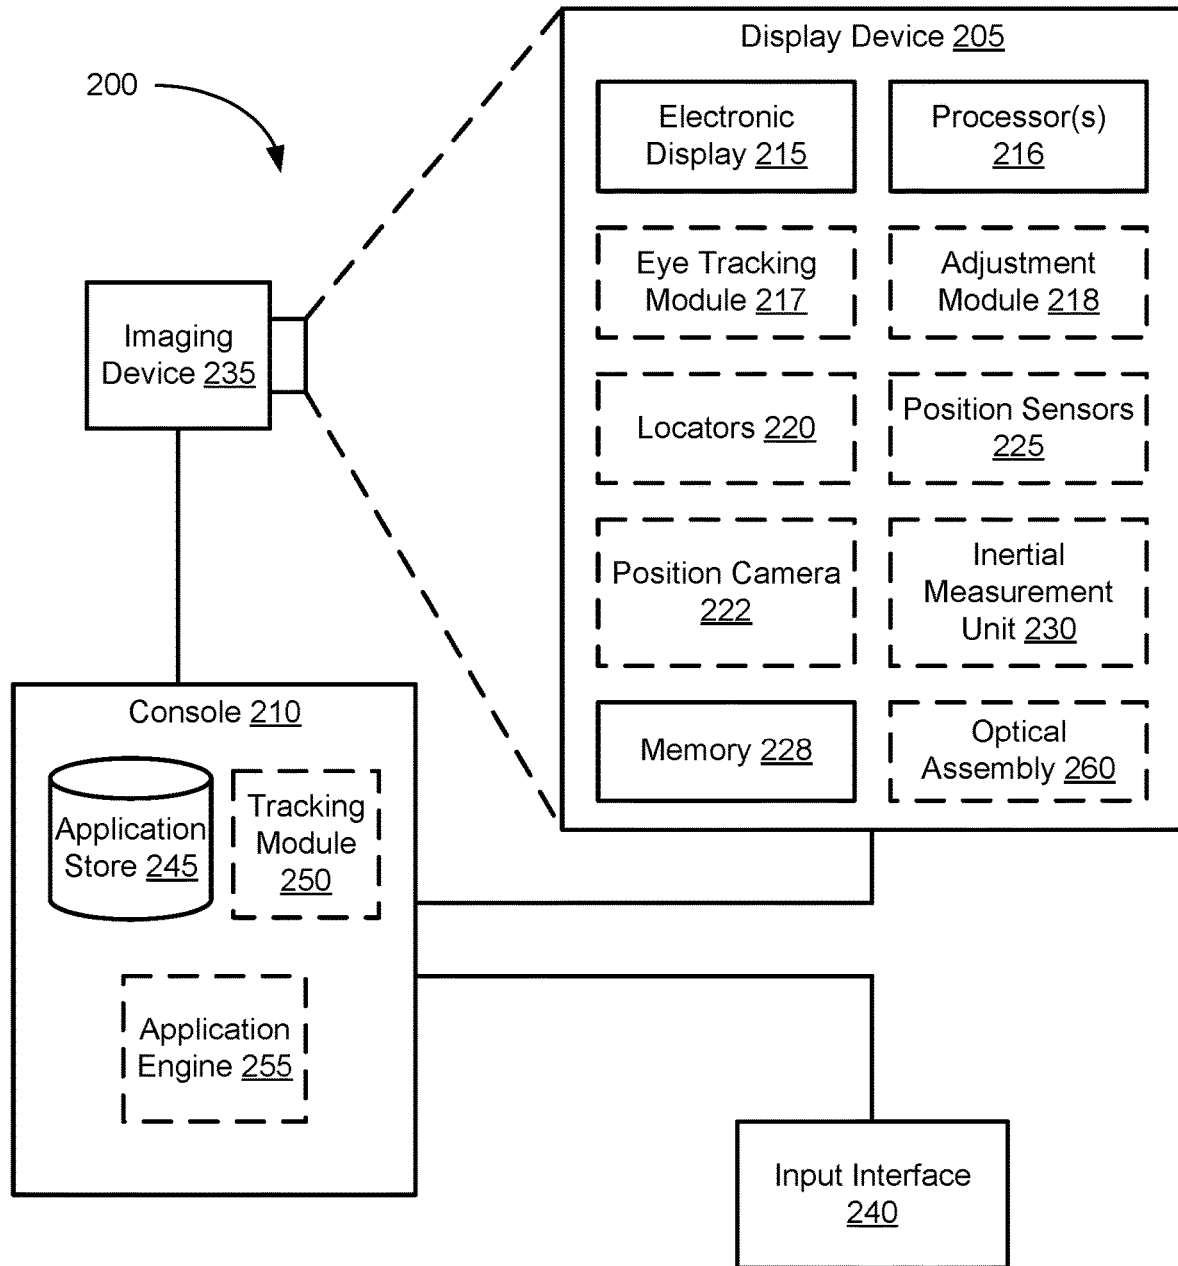 200
Display Device 205
Electronic
Display 215
Processor(s)
216
Eye Tracking
Module 217
Adjustment
Module 218
Locators 220
Position Sensors
225
Position Camera
222
Inertial
Measurement
Unit 230
Memory 228
Optical
Assembly 260
Imaging
Device 235
Console 210
Application
Store 245
Tracking
Module
250
Application
Engine 255
Input Interface
240